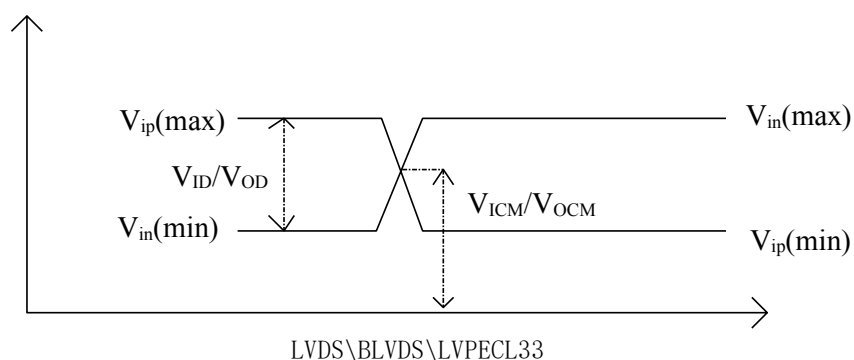 Vip(max)
Vin(max)
VID/VOD
VICM/VOCM
Vin(min)
Vip(min)
LVDS\BLVDS\LVPECL33